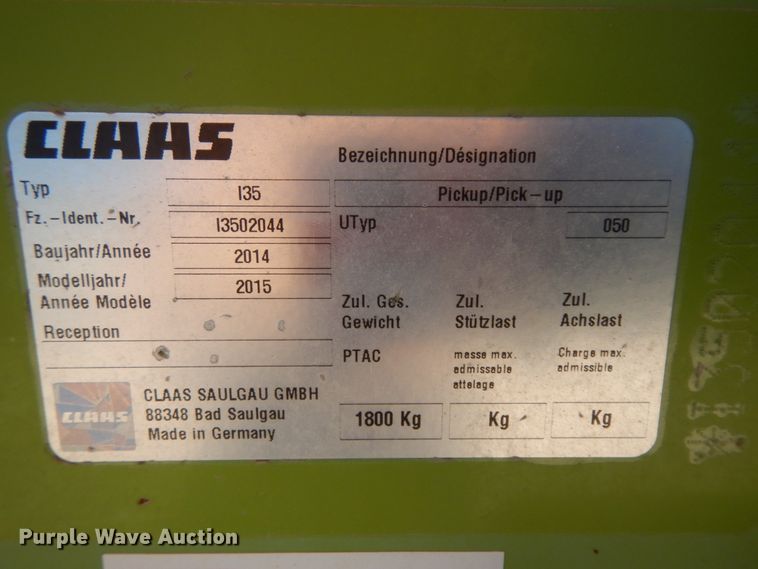 CLAAS
Bezeichnung/Désignation
Typ I35 Pickup/Pick-up
Fz.-Ident.-Nr. I3502044 UTyp 050
Baujahr/Année 2014
Modelljahr/ 2015
Année Modèle
Zul. Ges. Zul. Zul.
Gewicht Stützlast Achslast
Reception
PTAC masse max. Charge max.
admissable admissible
attelage
CLAAS
CLAAS SAULGAU GMBH
88348 Bad Saulgau
Made in Germany
1800 Kg Kg Kg
Purple Wave Auction